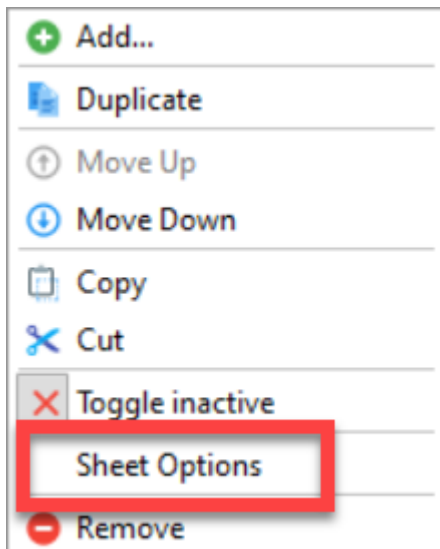 Add...
Duplicate
Move Up
Move Down
Copy
Cut
Toggle inactive
Sheet Options
Remove